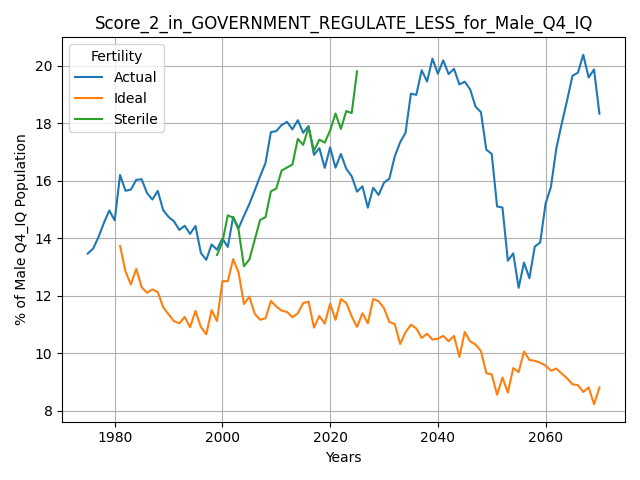 Score_2_in_GOVERNMENT_REGULATE_LESS_for_Male_Q4_IQ
Fertility
Actual
Ideal
Sterile
% of Male Q4_IQ Population
20
18
16
14
12
10
8
1980
2000
2020
2040
2060
Years